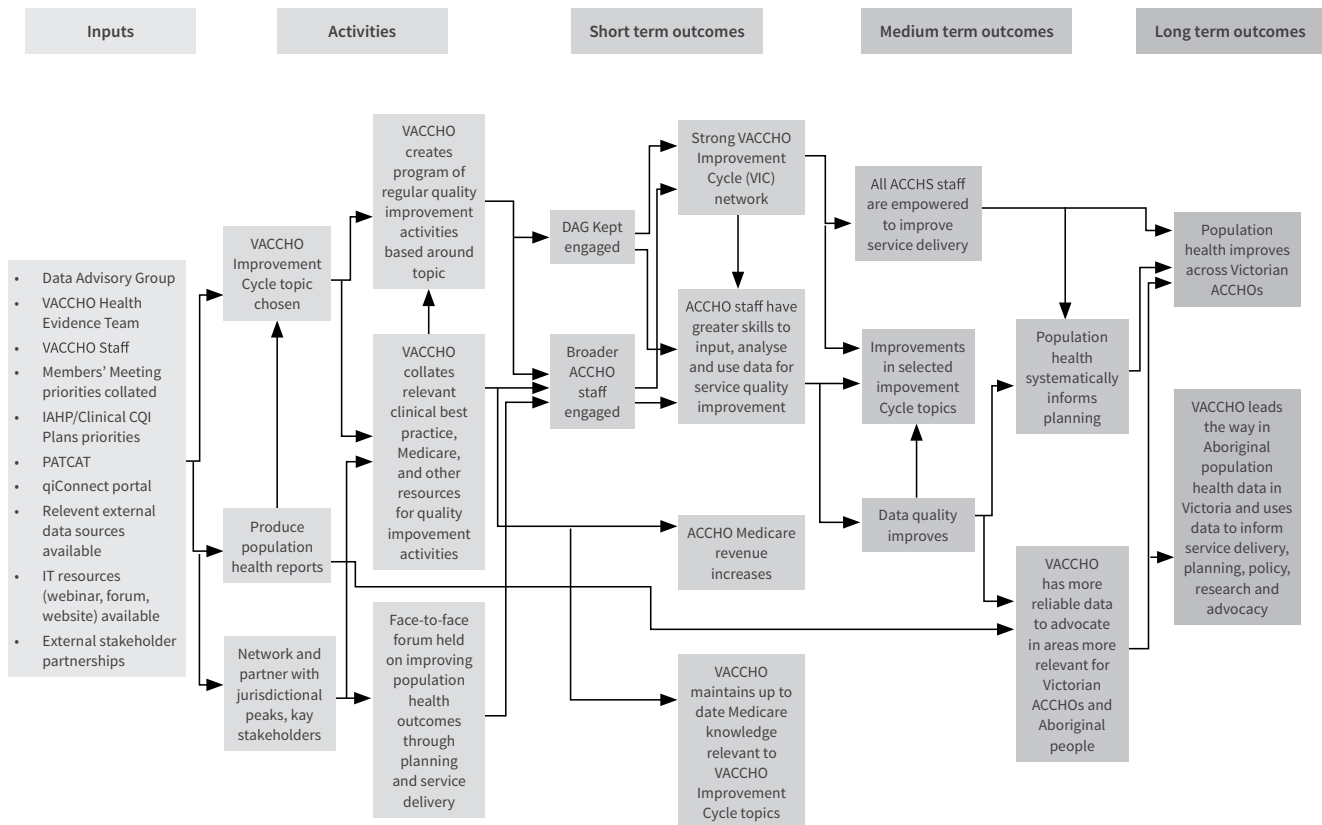 Inputs
Activities
Short term outcomes
Medium term outcomes
Long term outcomes
• Data Advisory Group
• VACCHO Health
Evidence Team
• VACCHO Staff
• Members’ Meeting
priorities collated
• IAHP/Clinical CQI
Plans priorities
• PATCAT
• qiConnect portal
• Relevent external
data sources
available
• IT resources
(webinar, forum,
website) available
• External stakeholder
partnerships
VACCHO
Improvement
Cycle topic
chosen
Produce
population
health reports
Network and
partner with
jurisdictional
peaks, kay
stakeholders
VACCHO
creates
program of
regular quality
improvement
activities
based around
topic
VACCHO
collates
relevant
clinical best
practice,
Medicare,
and other
resources
for quality
impovement
activities
Face-to-face
forum held
on improving
population
health
outcomes
through
planning
and service
delivery
DAG Kept
engaged
Broader
ACCHO
staff
engaged
Strong VACCHO
Improvement
Cycle (VIC)
network
ACCHO staff have
greater skills to
input, analyse
and use data for
service quality
improvement
ACCHO Medicare
revenue
increases
VACCHO
maintains up to
date Medicare
knowledge
relevant to
VACCHO
Improvement
Cycle topics
All ACCHS staff
are empowered
to improve
service delivery
Improvements
in selected
impovement
Cycle topics
Data quality
improves
Population
health
systematically
informs
planning
VACCHO
has more
reliable data
to advocate
in areas more
relevant for
Victorian
ACCHOs and
Aboriginal
people
Population
health improves
across Victorian
ACCHOs
VACCHO leads
the way in
Aboriginal
population
health data in
Victoria and uses
data to inform
service delivery,
planning, policy,
research and
advocacy